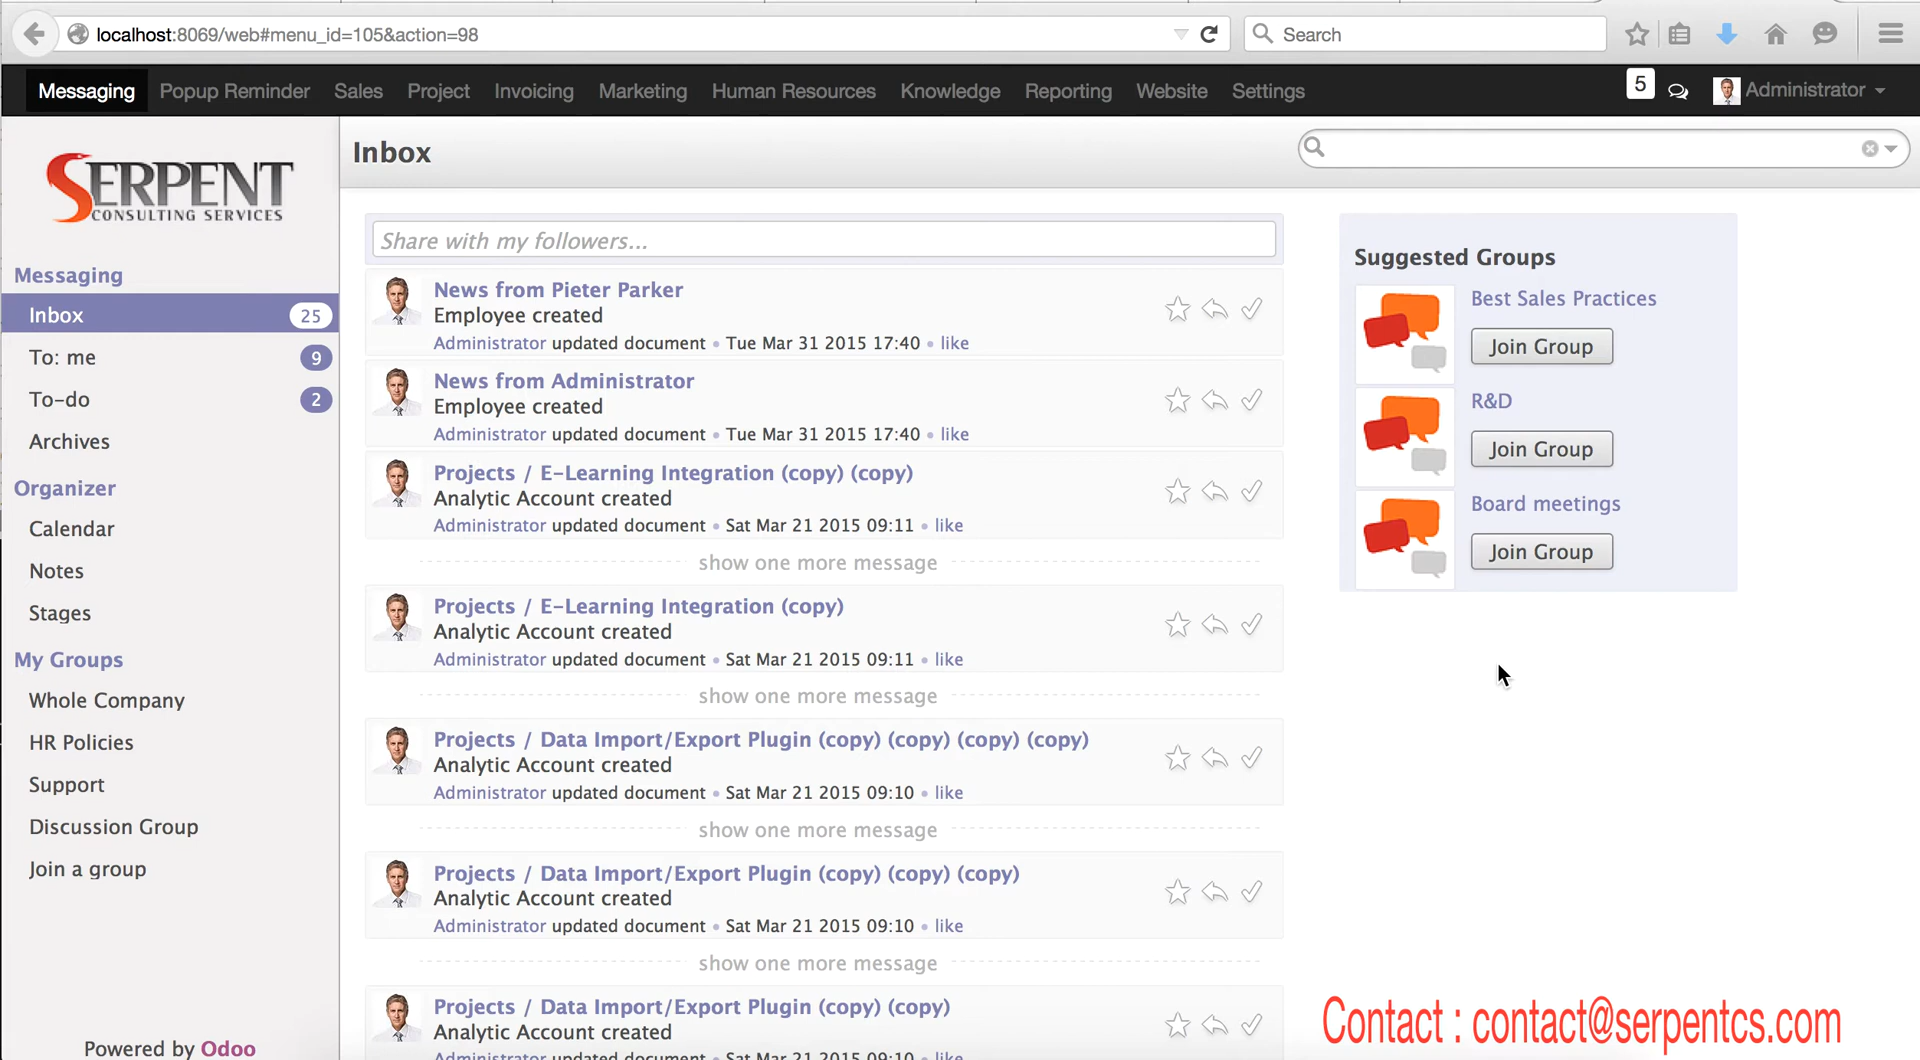 localhost:8069/web#menu_id=105&action=98
Search
Messaging Popup Reminder Sales Project Invoicing Marketing Human Resources Knowledge Reporting Website Settings 5 Administrator
SERPENT
CONSULTING SERVICES
Messaging
Inbox 25
To: me 9
To-do 2
Archives
Organizer
Calendar
Notes
Stages
My Groups
Whole Company
HR Policies
Support
Discussion Group
Join a group
Powered by Odoo
Inbox
Share with my followers...
News from Pieter Parker
Employee created
Administrator updated document • Tue Mar 31 2015 17:40 • like
News from Administrator
Employee created
Administrator updated document • Tue Mar 31 2015 17:40 • like
Projects / E-Learning Integration (copy) (copy)
Analytic Account created
Administrator updated document • Sat Mar 21 2015 09:11 • like
show one more message
Projects / E-Learning Integration (copy)
Analytic Account created
Administrator updated document • Sat Mar 21 2015 09:11 • like
show one more message
Projects / Data Import/Export Plugin (copy) (copy) (copy) (copy)
Analytic Account created
Administrator updated document • Sat Mar 21 2015 09:10 • like
show one more message
Projects / Data Import/Export Plugin (copy) (copy) (copy)
Analytic Account created
Administrator updated document • Sat Mar 21 2015 09:10 • like
show one more message
Projects / Data Import/Export Plugin (copy) (copy)
Analytic Account created
Administrator updated document • Sat Mar 21 2015 09:10 • like
Suggested Groups
Best Sales Practices
Join Group
R&D
Join Group
Board meetings
Join Group
Contact : contact@serpentcs.com